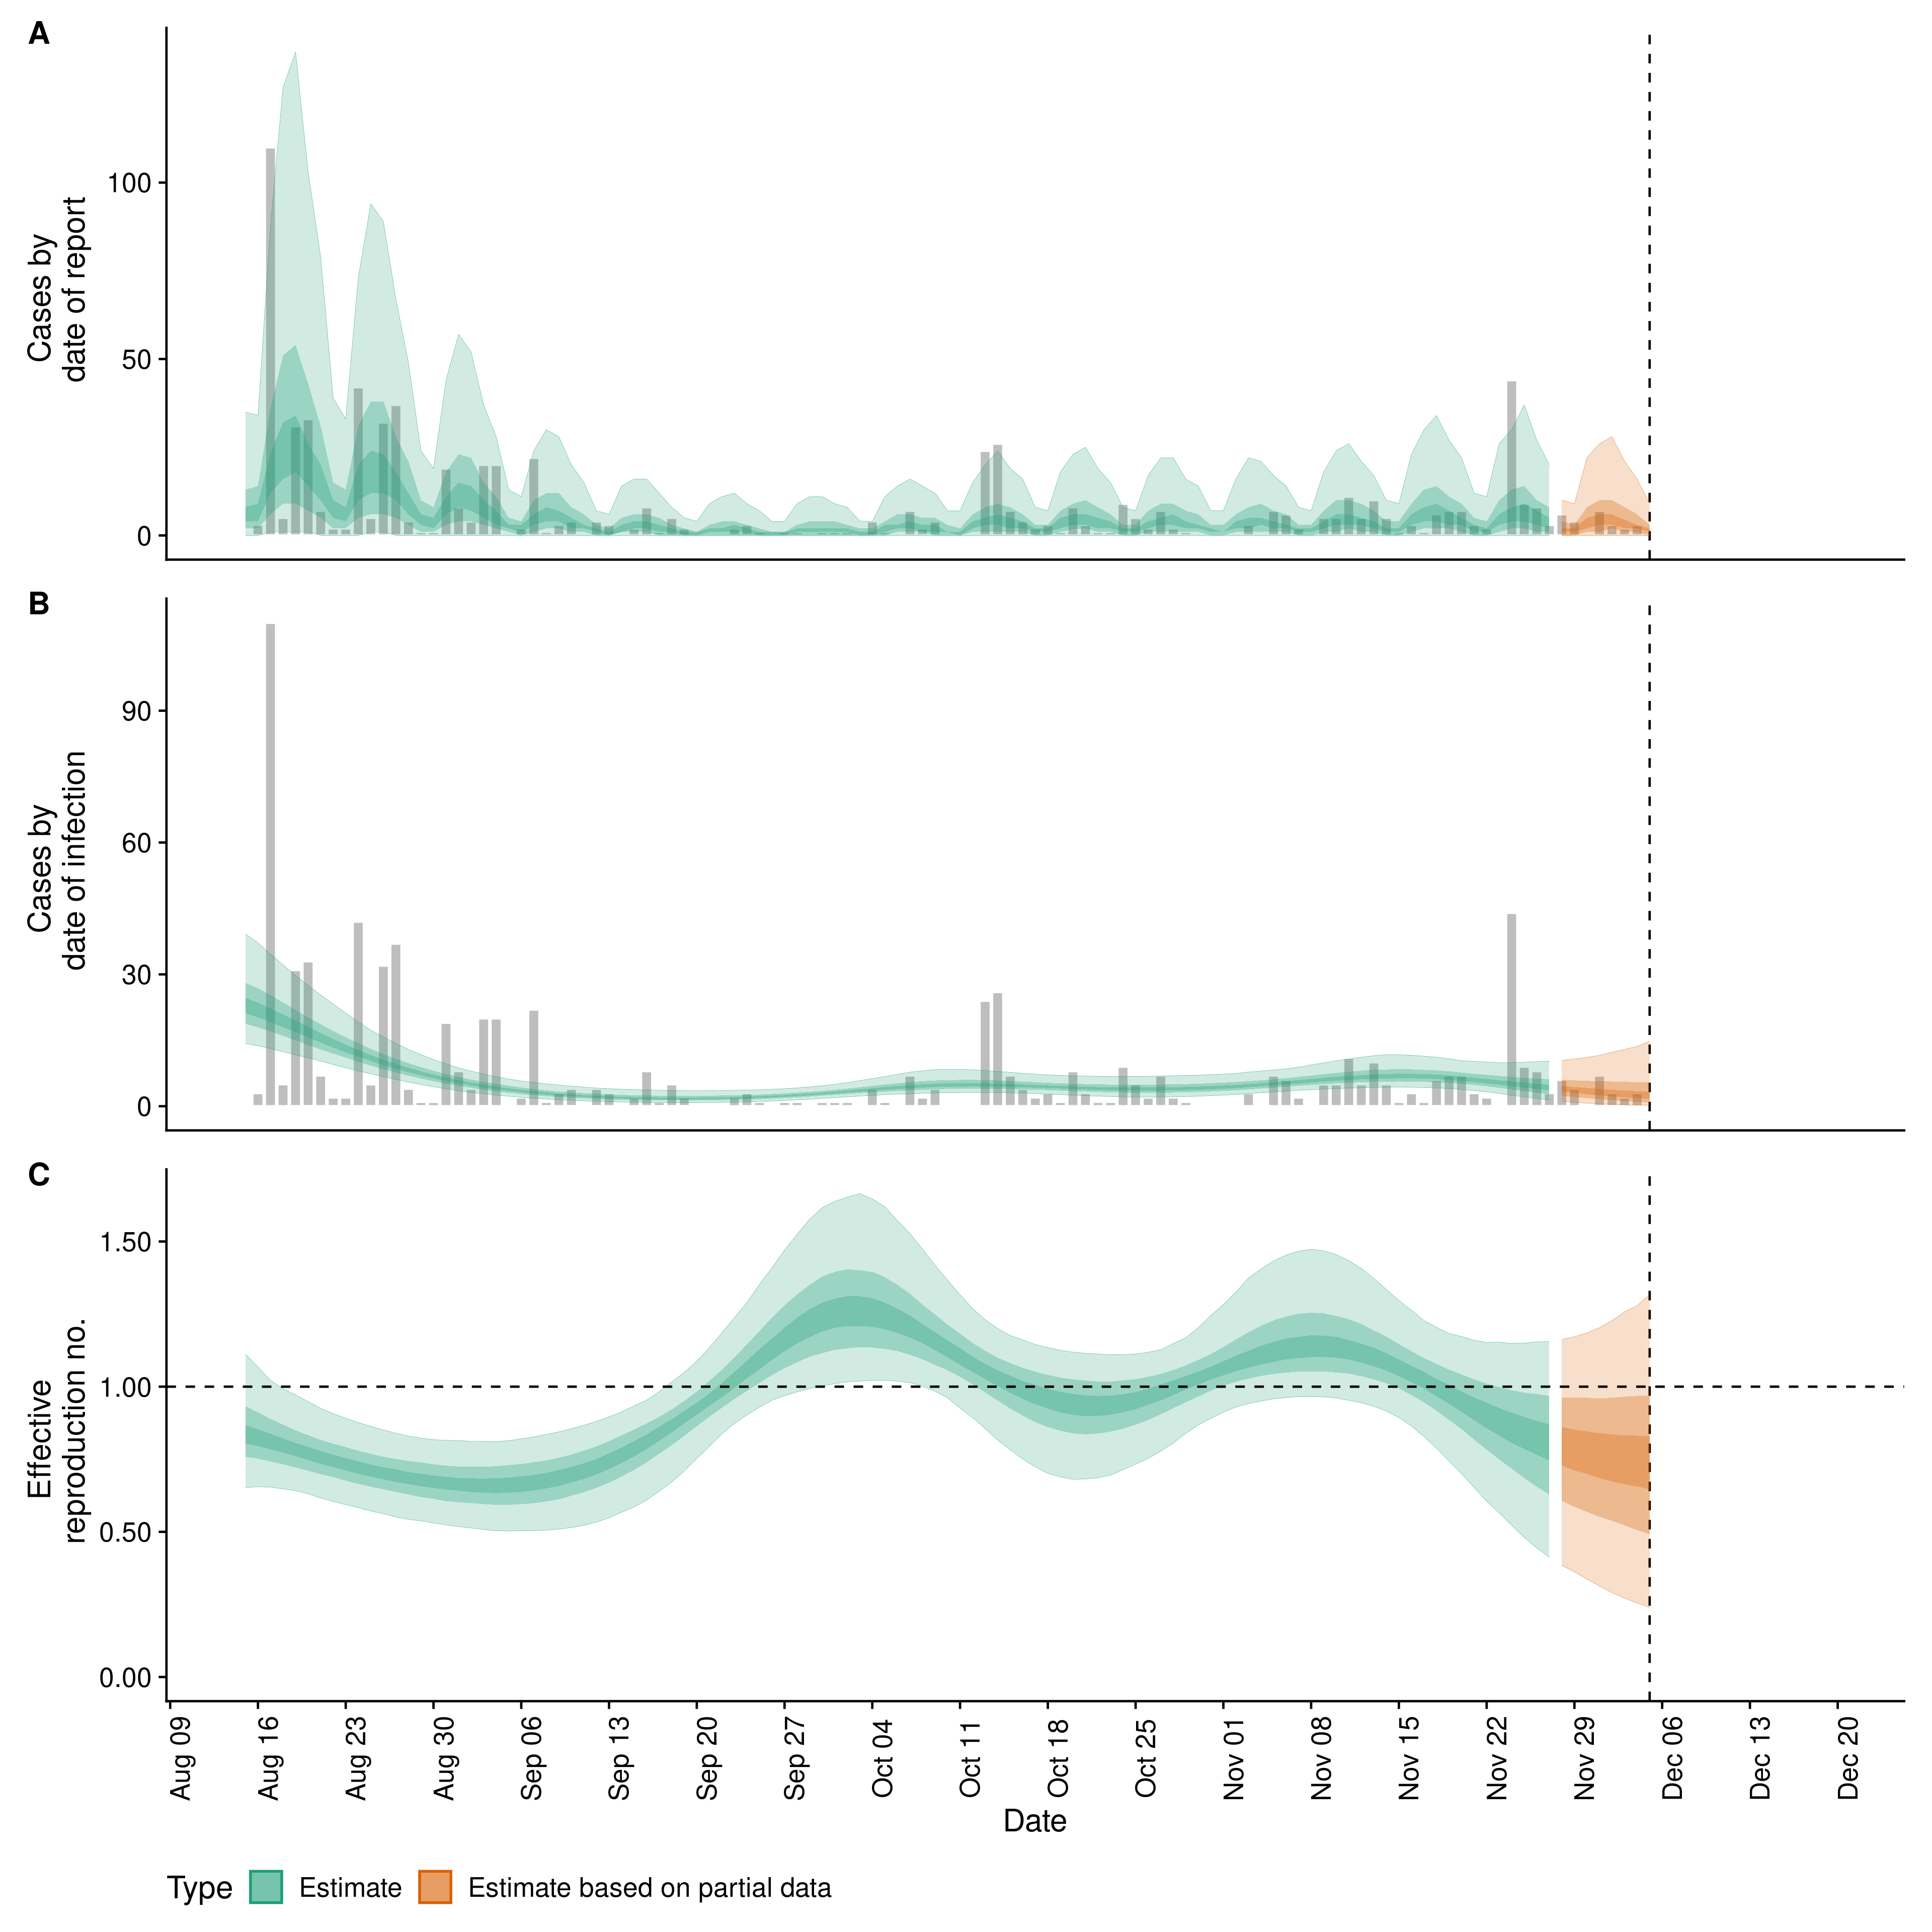 A
Cases by
date of report
100
50
0
B
Cases by
date of infection
90
60
30
0
C
Effective
reproduction no.
1.50
1.00
0.50
0.00
Aug 09
Aug 16
Aug 23
Aug 30
Sep 06
Sep 13
Sep 20
Sep 27
Oct 04
Oct 11
Oct 18
Oct 25
Nov 01
Nov 08
Nov 15
Nov 22
Nov 29
Dec 06
Dec 13
Dec 20
Date
Type Estimate Estimate based on partial data